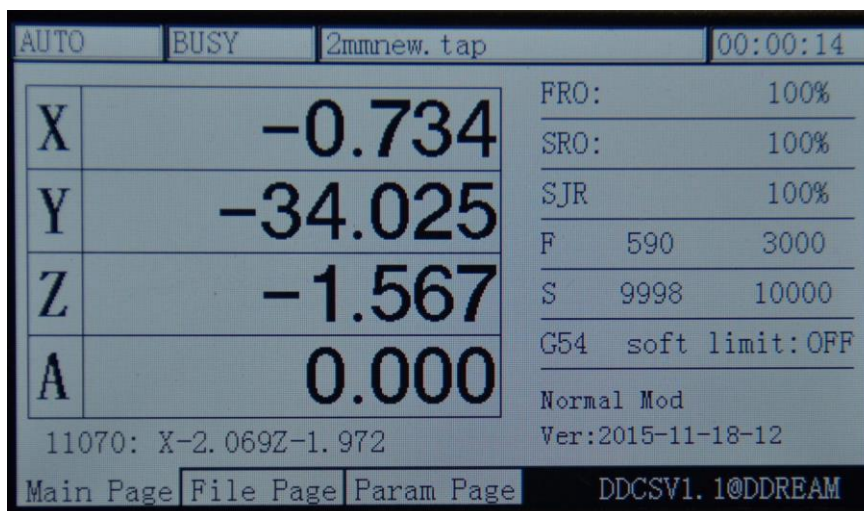 AUTO BUSY 2mmnew.tap 00:00:14
X -0.734
Y -34.025
Z -1.567
A 0.000
11070: X-2.069Z-1.972
FRO: 100%
SRO: 100%
SJR 100%
F 590 3000
S 9998 10000
G54 soft limit:OFF
Normal Mod
Ver:2015-11-18-12
Main Page File Page Param Page DDCSV1.1@DDREAM